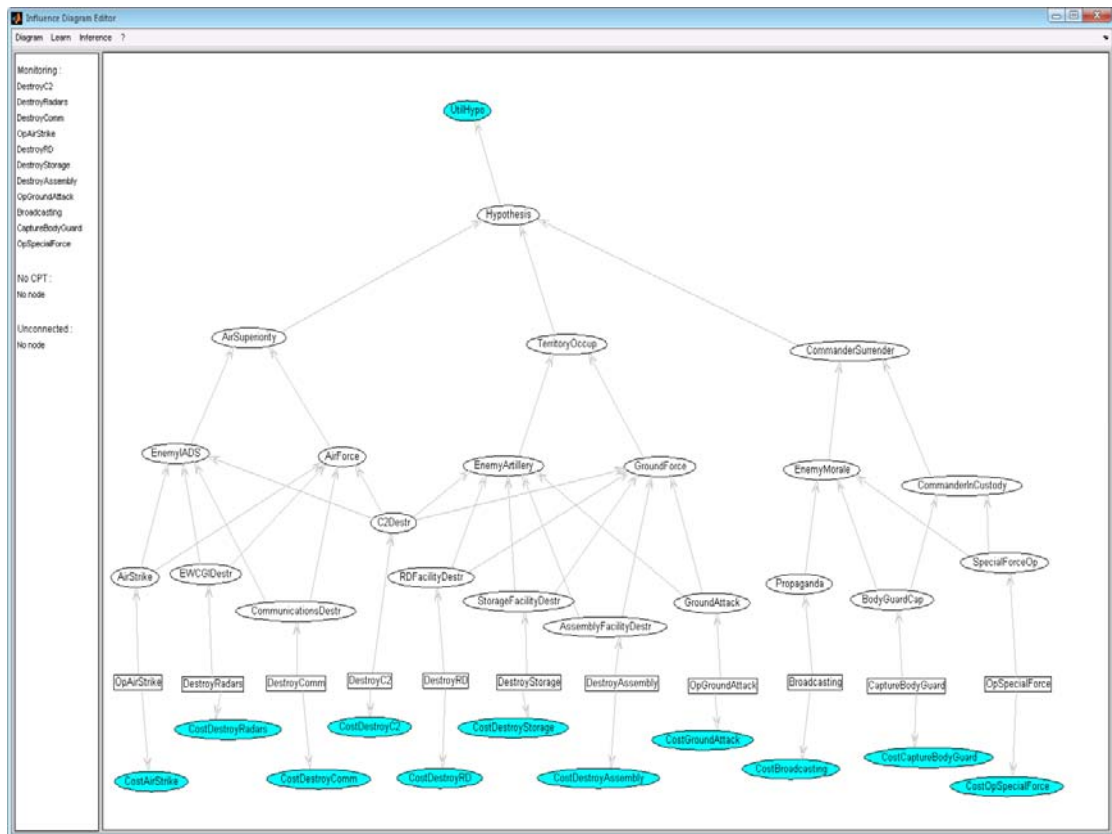 Influence Diagram Editor
Diagram Learn Inference ?
Monitoring :
DestroyC2
DestroyRadars
DestroyComm
OpAirStrike
DestroyRD
DestroyStorage
DestroyAssembly
OpGroundAttack
Broadcasting
CaptureBodyGuard
OpSpecialForce
No CPT :
No node
Unconnected :
No node
UtilHypo
Hypothesis
AirSuperiority
TerritoryOccup
CommanderSurrender
EnemyIADS
AirForce
EnemyArtillery
GroundForce
EnemyMorale
CommanderInCustody
C2Destr
AirStrike
EWCGIDestr
RDFacilityDestr
Propaganda
SpecialForceOp
CommunicationsDestr
StorageFacilityDestr
AssemblyFacilityDestr
GroundAttack
BodyGuardCap
OpAirStrike
DestroyRadars
DestroyComm
DestroyC2
DestroyRD
DestroyStorage
DestroyAssembly
OpGroundAttack
Broadcasting
CaptureBodyGuard
OpSpecialForce
CostDestroyRadars
CostDestroyC2
CostDestroyStorage
CostGroundAttack
CostCaptureBodyGuard
CostAirStrike
CostDestroyComm
CostDestroyRD
CostDestroyAssembly
CostBroadcasting
CostOpSpecialForce